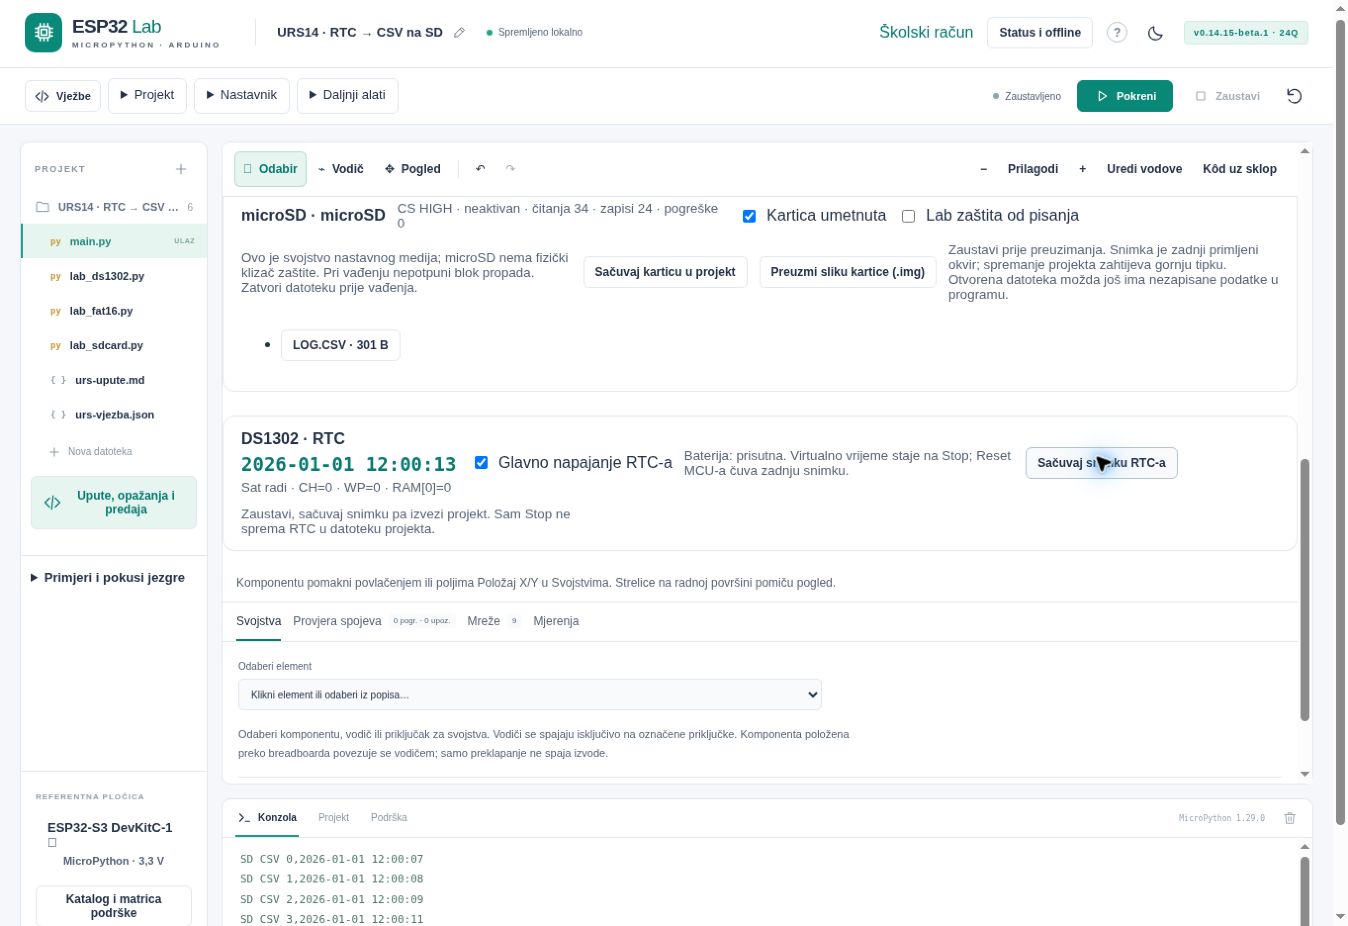 ESP32 Lab
MICROPYTHON · ARDUINO
URS14 · RTC → CSV na SD
Spremljeno lokalno
Školski račun
Status i offline
?
v0.14.15-beta.1 · 24Q
Vježbe
Projekt
Nastavnik
Daljnji alati
Zaustavljeno
Pokreni
Zaustavi
PROJEKT
URS14 · RTC → CSV ... 6
py main.py ULAZ
py lab_ds1302.py
py lab_fat16.py
py lab_sdcard.py
{ } urs-upute.md
{ } urs-vjezba.json
Nova datoteka
Upute, opažanja i
predaja
Primjeri i pokusi jezgre
REFERENTNA PLOČICA
ESP32-S3 DevKitC-1
MicroPython · 3,3 V
Katalog i matrica
podrške
Odabir
Vodič
Pogled
−
Prilagodi
+
Uredi vodove
Kôd uz sklop
microSD · microSD
CS HIGH · neaktivan · čitanja 34 · zapisi 24 · pogreške
0
Kartica umetnuta
Lab zaštita od pisanja
Ovo je svojstvo nastavnog medija; microSD nema fizički
klizač zaštite. Pri vađenju nepotpuni blok propada.
Zatvori datoteku prije vađenja.
Sačuvaj karticu u projekt
Preuzmi sliku kartice (.img)
Zaustavi prije preuzimanja. Snimka je zadnji primljeni
okvir; spremanje projekta zahtijeva gornju tipku.
Otvorena datoteka možda još ima nezapisane podatke u
programu.
LOG.CSV · 301 B
DS1302 · RTC
2026-01-01 12:00:13
Glavno napajanje RTC-a
Baterija: prisutna. Virtualno vrijeme staje na Stop; Reset
MCU-a čuva zadnju snimku.
Sačuvaj snimku RTC-a
Sat radi · CH=0 · WP=0 · RAM[0]=0
Zaustavi, sačuvaj snimku pa izvezi projekt. Sam Stop ne
sprema RTC u datoteku projekta.
Komponentu pomakni povlačenjem ili poljima Položaj X/Y u Svojstvima. Strelice na radnoj površini pomiču pogled.
Svojstva
Provjera spojeva 0 pogr. · 0 upoz.
Mreže 9
Mjerenja
Odaberi element
Klikni element ili odaberi iz popisa...
Odaberi komponentu, vodič ili priključak za svojstva. Vodiči se spajaju isključivo na označene priključke. Komponenta položena
preko breadboarda povezuje se vodičem; samo preklapanje ne spaja izvode.
Konzola
Projekt
Podrška
MicroPython 1.29.0
SD CSV 0,2026-01-01 12:00:07
SD CSV 1,2026-01-01 12:00:08
SD CSV 2,2026-01-01 12:00:09
SD CSV 3,2026-01-01 12:00:11